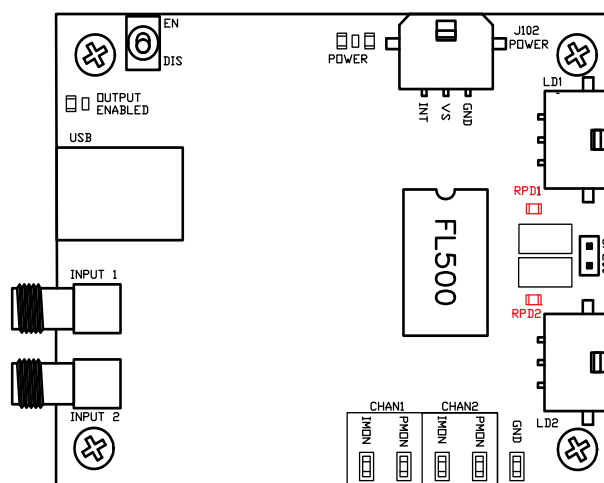 EN
DIS
OUTPUT
ENABLED
POWER
J102
POWER
INT
VS
GND
LD1
USB
RPD1
FL500
INPUT 1
RPD2
INPUT 2
LD2
CHAN1
CHAN2
IMON
PMON
IMON
PMON
GND